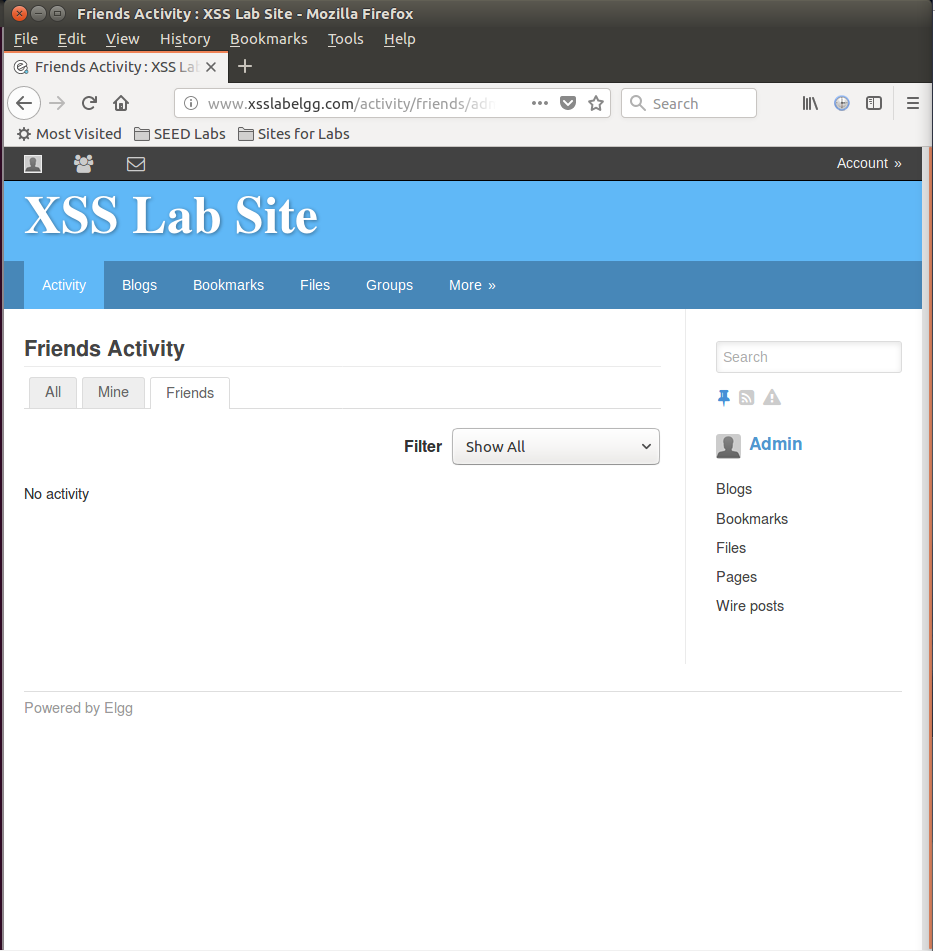 Friends Activity : XSS Lab Site - Mozilla Firefox
File Edit View History Bookmarks Tools Help
Friends Activity : XSS La
www.xsslabelgg.com/activity/friends/adm
Search
Most Visited SEED Labs Sites for Labs
Account »
XSS Lab Site
Activity Blogs Bookmarks Files Groups More »
Friends Activity
Search
All Mine Friends
Filter Show All
Admin
No activity
Blogs
Bookmarks
Files
Pages
Wire posts
Powered by Elgg